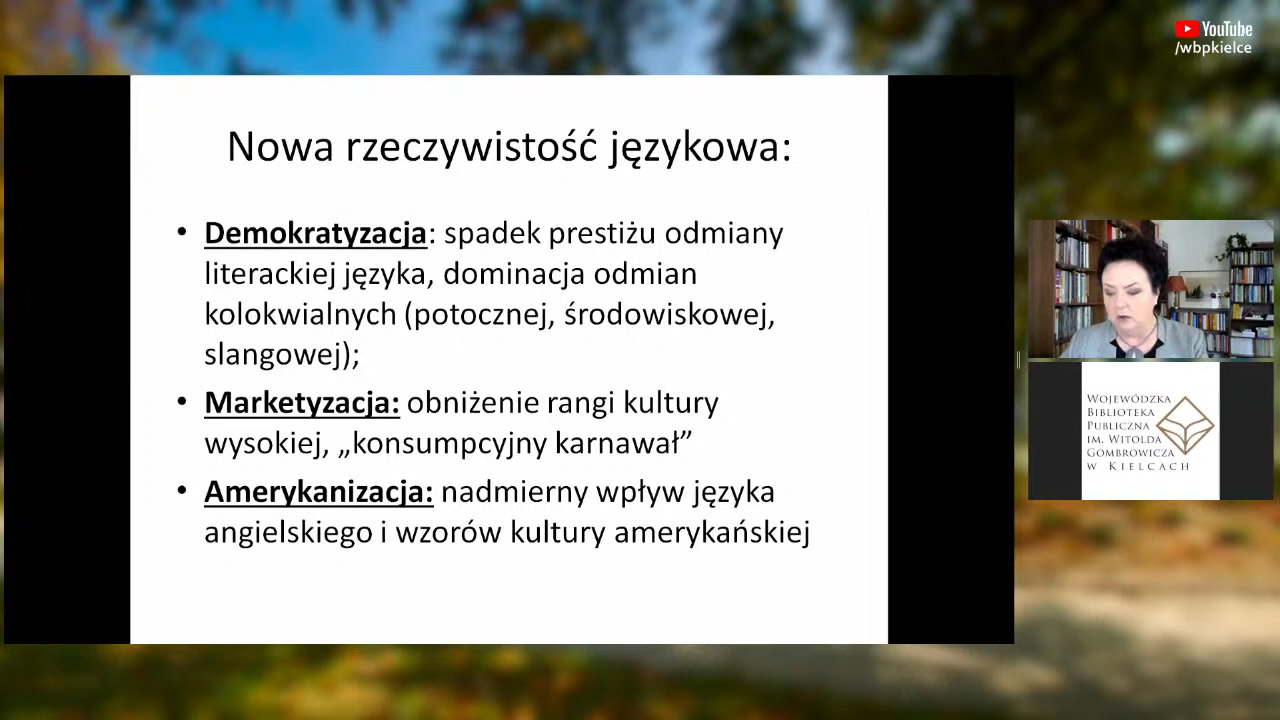 YouTube
/wbpkielce
Nowa rzeczywistość językowa:
• Demokratyzacja: spadek prestiżu odmiany
literackiej języka, dominacja odmian
kolokwialnych (potocznej, środowiskowej,
slangowej);
• Marketyzacja: obniżenie rangi kultury
wysokiej, „konsumpcyjny karnawał”
• Amerykanizacja: nadmierny wpływ języka
angielskiego i wzorów kultury amerykańskiej
Wojewódzka
Biblioteka
Publiczna
im. Witolda
Gombrowicza
w Kielcach